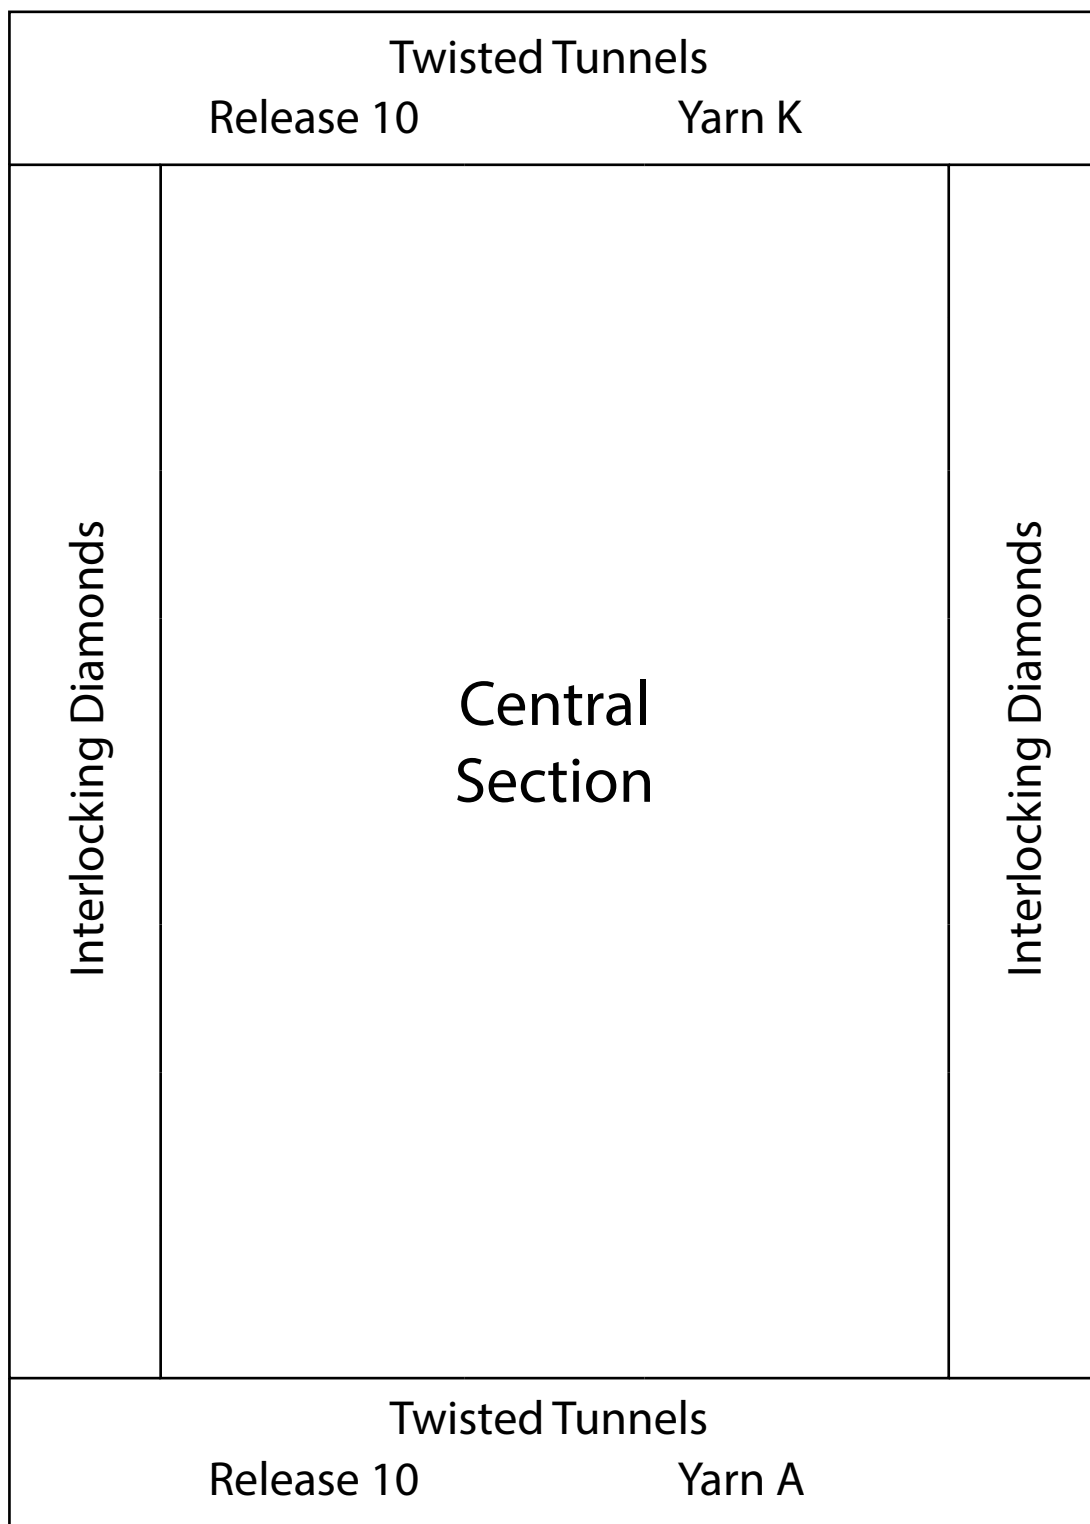 Twisted Tunnels
Release 10 Yarn K
Interlocking Diamonds
Central
Section
Interlocking Diamonds
Twisted Tunnels
Release 10 Yarn A